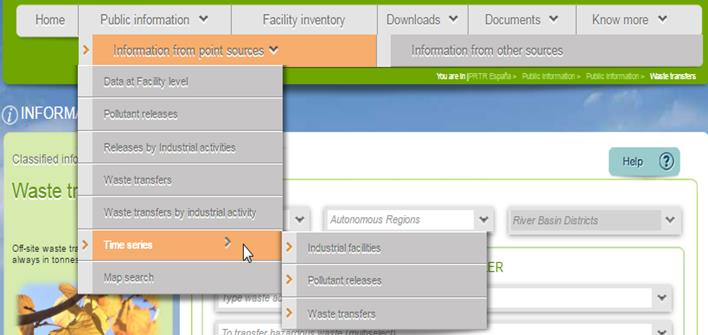 Home Public information Facility inventory Downloads Documents Know more
Information from point sources Information from other sources
You are in |PRTR España » Public Information » Public Information » Waste transfers
Data at Facility level
Pollutant releases
INFORMA
Releases by Industrial activities
Classified info
Help ?
Waste transfers
Waste tr
Waste transfers by industrial activity
Autonomous Regions
River Basin Districts
Off-site waste tra
always in tonnes
Time series
Industrial facilities
Map search
Pollutant releases
Type waste
Waste transfers
To transfer hazardous waste (multiselect)